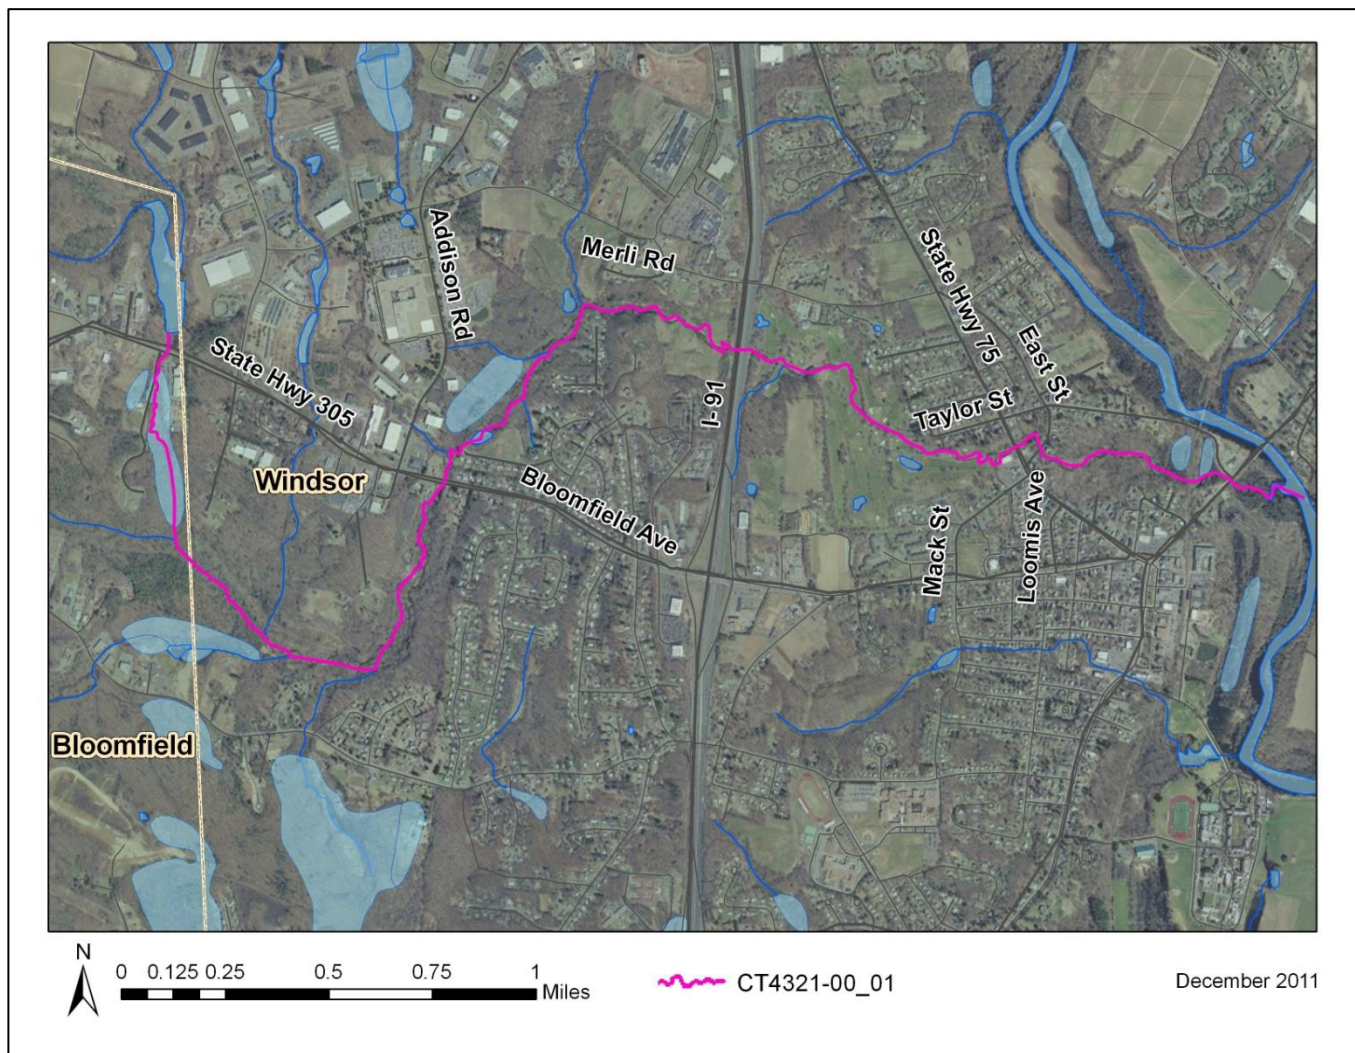 Addison Rd
Merli Rd
State Hwy 75
East St
State Hwy 305
I-91
Taylor St
Windsor
Bloomfield Ave
Mack St
Loomis Ave
Bloomfield
N
0 0.125 0.25 0.5 0.75 1
Miles
CT4321-00_01
December 2011